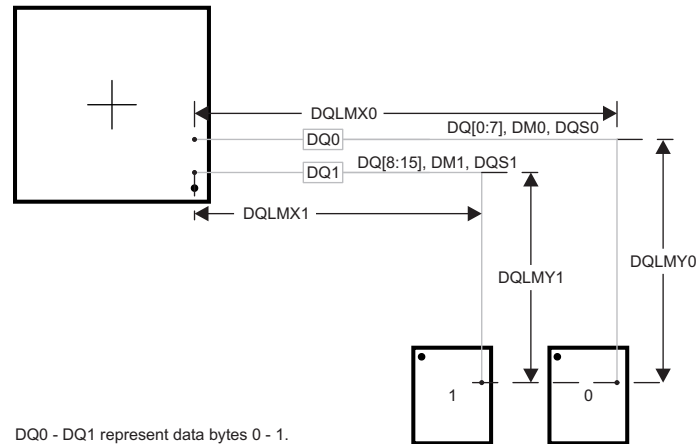 DQLMX0
DQ[0:7], DM0, DQS0
DQ0
DQ[8:15], DM1, DQS1
DQ1
DQLMX1
DQLMY0
DQLMY1
1
0
DQ0 - DQ1 represent data bytes 0 - 1.